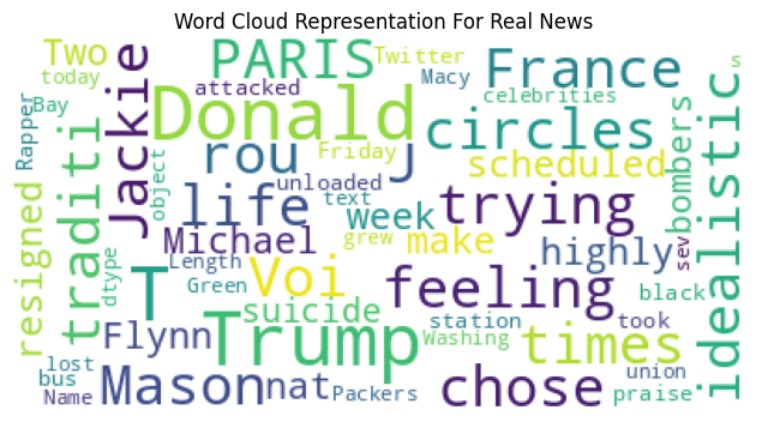 Word Cloud Representation For Real News
Two
PARIS
Twitter
today
Jackie
attacked
Macy
France
s
Bay
Rapper
Donald
celebrities
circles
bombers
idealistic
traditi
object
rou
Friday
J
scheduled
unloaded
life
text
week
trying
resigned
Michael
grew
make
highly
sev
dtype
Length
Green
T
Voi
feeling
black
suicide
station
took
Flynn
Trump
Washing
times
lost
bus
Name
Mason
nat
Packers
chose
union
praise